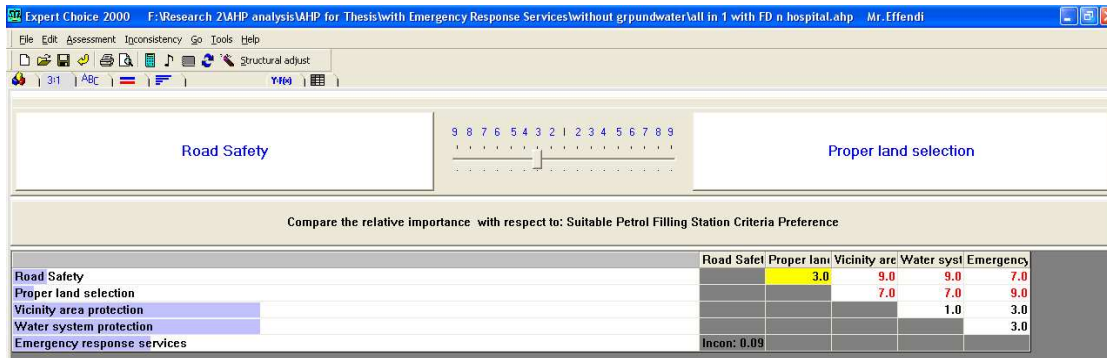 Expert Choice 2000 F:\Research 2\AHP analysis\AHP for Thesis\with Emergency Response Services\without grpundwater\all in 1 with FD n hospital.ahp Mr.Effendi
File Edit Assessment Inconsistency Go Tools Help
Structural adjust
3:1 ABC Y-f(x)
9 8 7 6 5 4 3 2 1 2 3 4 5 6 7 8 9
Road Safety Proper land selection
Compare the relative importance with respect to: Suitable Petrol Filling Station Criteria Preference
Road Safet Proper lan Vicinity are Water syst Emergency
Road Safety 3.0 9.0 9.0 7.0
Proper land selection 7.0 7.0 9.0
Vicinity area protection 1.0 3.0
Water system protection 3.0
Emergency response services Incon: 0.09